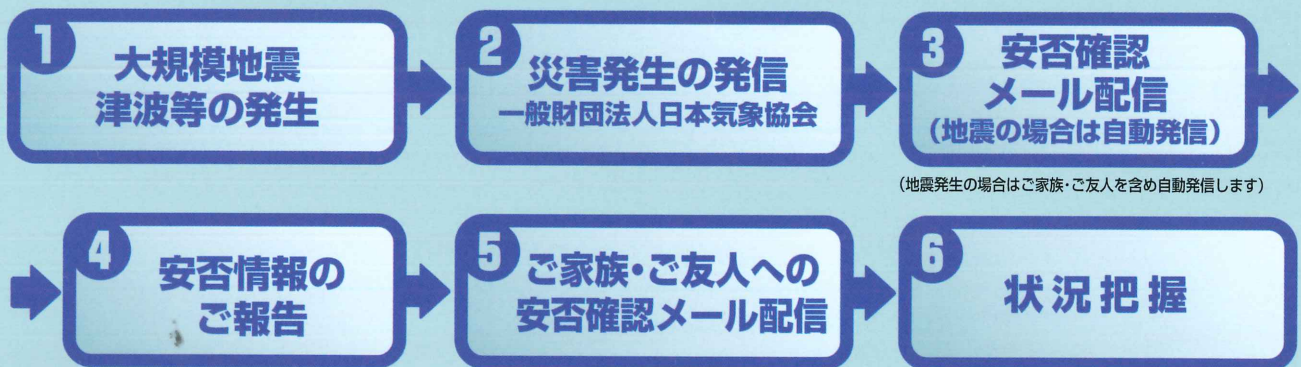 1
大規模地震
津波等の発生
2
災害発生の発信
一般財団法人日本気象協会
3
安否確認
メール配信
（地震の場合は自動発信）
（地震発生の場合はご家族・ご友人を含め自動発信します）
4
安否情報の
ご報告
5
ご家族・ご友人への
安否確認メール配信
6
状況把握